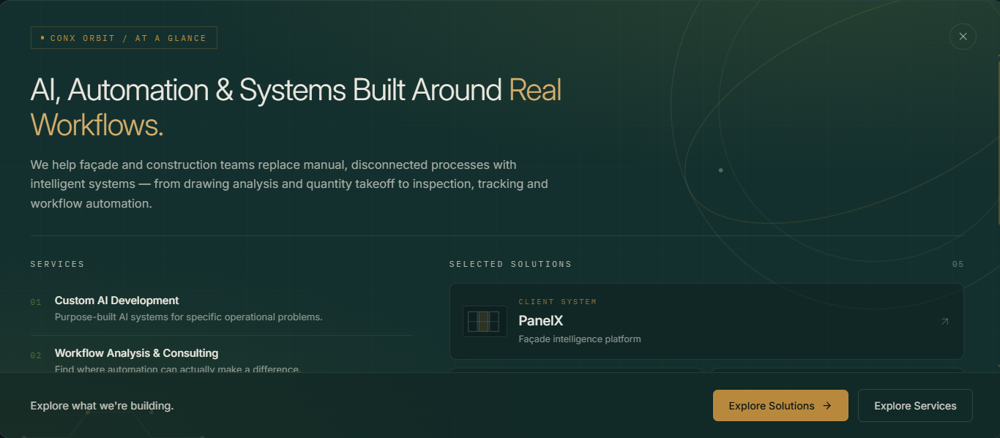 CONX ORBIT / AT A GLANCE
AI, Automation & Systems Built Around Real
Workflows.
We help façade and construction teams replace manual, disconnected processes with
intelligent systems — from drawing analysis and quantity takeoff to inspection, tracking and
workflow automation.
SERVICES
01
Custom AI Development
Purpose-built AI systems for specific operational problems.
02
Workflow Analysis & Consulting
Find where automation can actually make a difference.
SELECTED SOLUTIONS
05
CLIENT SYSTEM
PanelX
Façade intelligence platform
Explore what we're building.
Explore Solutions →
Explore Services